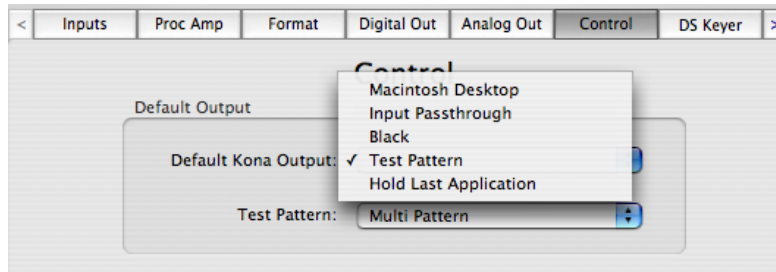 < Inputs Proc Amp Format Digital Out Analog Out Control DS Keyer >
Control
Default Output
Macintosh Desktop
Input Passthrough
Black
Default Kona Output: ✓ Test Pattern
Hold Last Application
Test Pattern: Multi Pattern